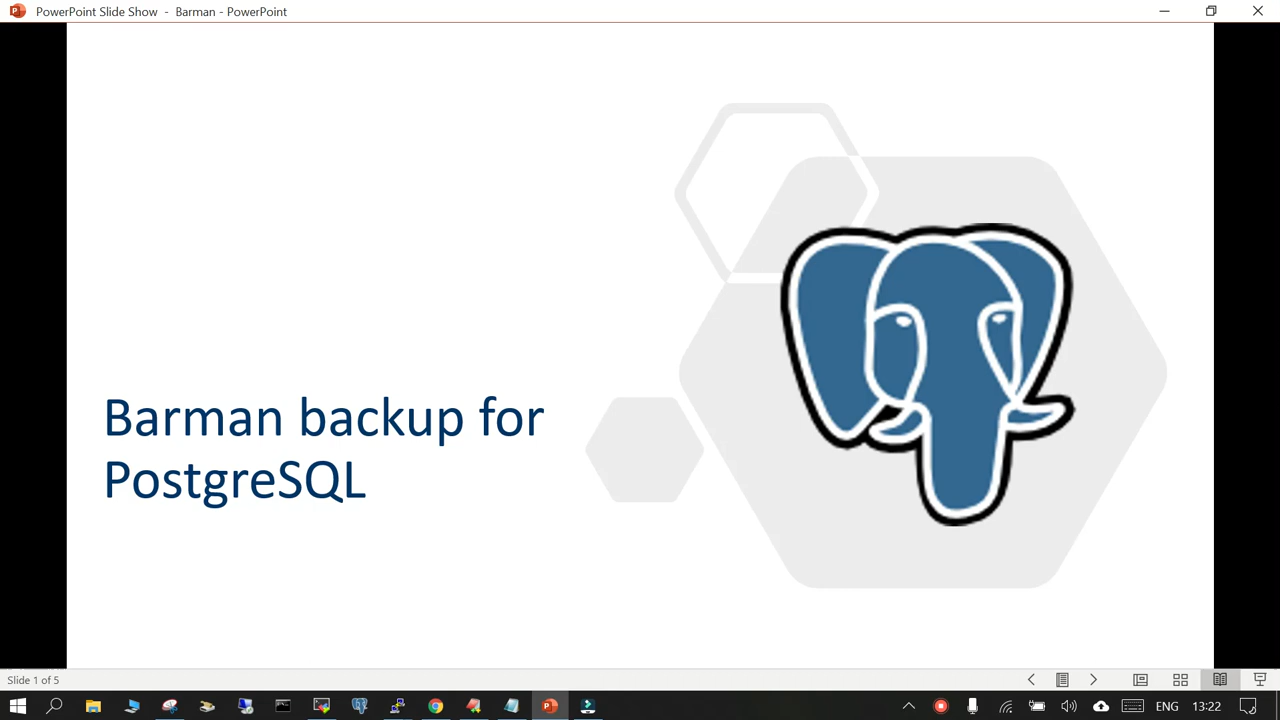 PowerPoint Slide Show - Barman - PowerPoint
Barman backup for
PostgreSQL
Slide 1 of 5
ENG 13:22